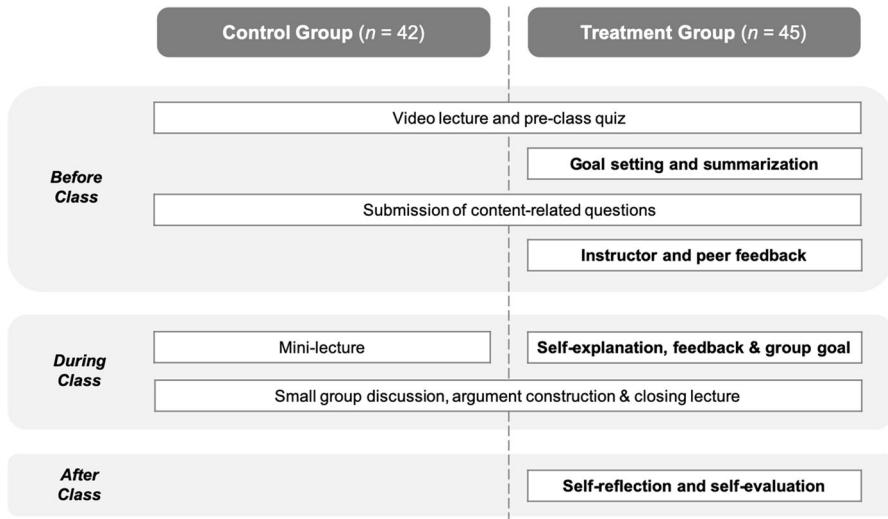 Control Group (n = 42)
Treatment Group (n = 45)
Before
Class
Video lecture and pre-class quiz
Goal setting and summarization
Submission of content-related questions
Instructor and peer feedback
During
Class
Mini-lecture
Self-explanation, feedback & group goal
Small group discussion, argument construction & closing lecture
After
Class
Self-reflection and self-evaluation